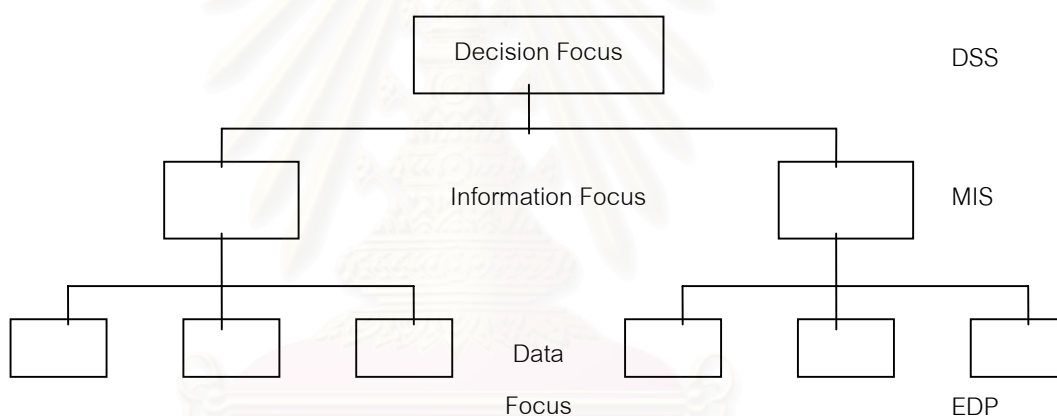 Decision Focus
DSS
Information Focus
MIS
Data
Focus
EDP